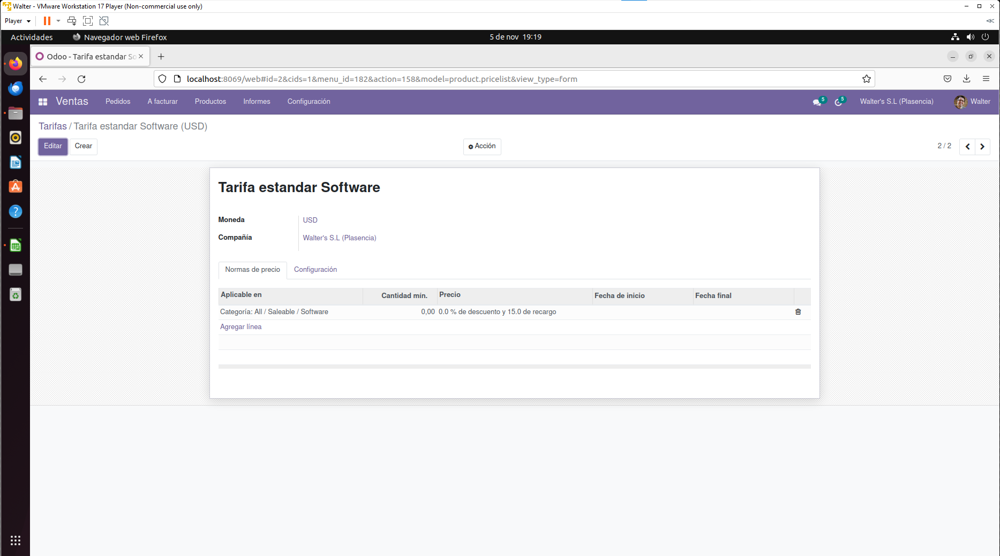 Walter - VMware Workstation 17 Player (Non-commercial use only)
Player
Actividades
Navegador web Firefox
5 de nov 19:19
Odoo - Tarifa estandar So
localhost:8069/web#id=2&cids=1&menu_id=182&action=158&model=product.pricelist&view_type=form
Ventas
Pedidos
A facturar
Productos
Informes
Configuración
5
5
Walter's S.L (Plasencia)
Walter
Tarifas / Tarifa estandar Software (USD)
Editar
Crear
Acción
2 / 2
Tarifa estandar Software
Moneda
USD
Compañía
Walter's S.L (Plasencia)
Normas de precio
Configuración
Aplicable en
Cantidad mín.
Precio
Fecha de inicio
Fecha final
Categoría: All / Saleable / Software
0,00
0.0 % de descuento y 15.0 de recargo
Agregar línea